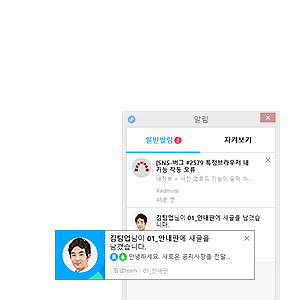 알림
일반알림 2 지켜보기
[SNS-버그 #2579 특정브라우저 내
기능 작동 오류
내정보 > 사진 업로드 기능이 동작 하...
Redmine
45분 전
김팀업님이 01_안내판에 새글을 남겼습
니다.
김팀업님이 01_안내판에 새글을
남겼습니다.
안녕하세요. 새로운 공지사항을 전달...
팀업team 01_안내판